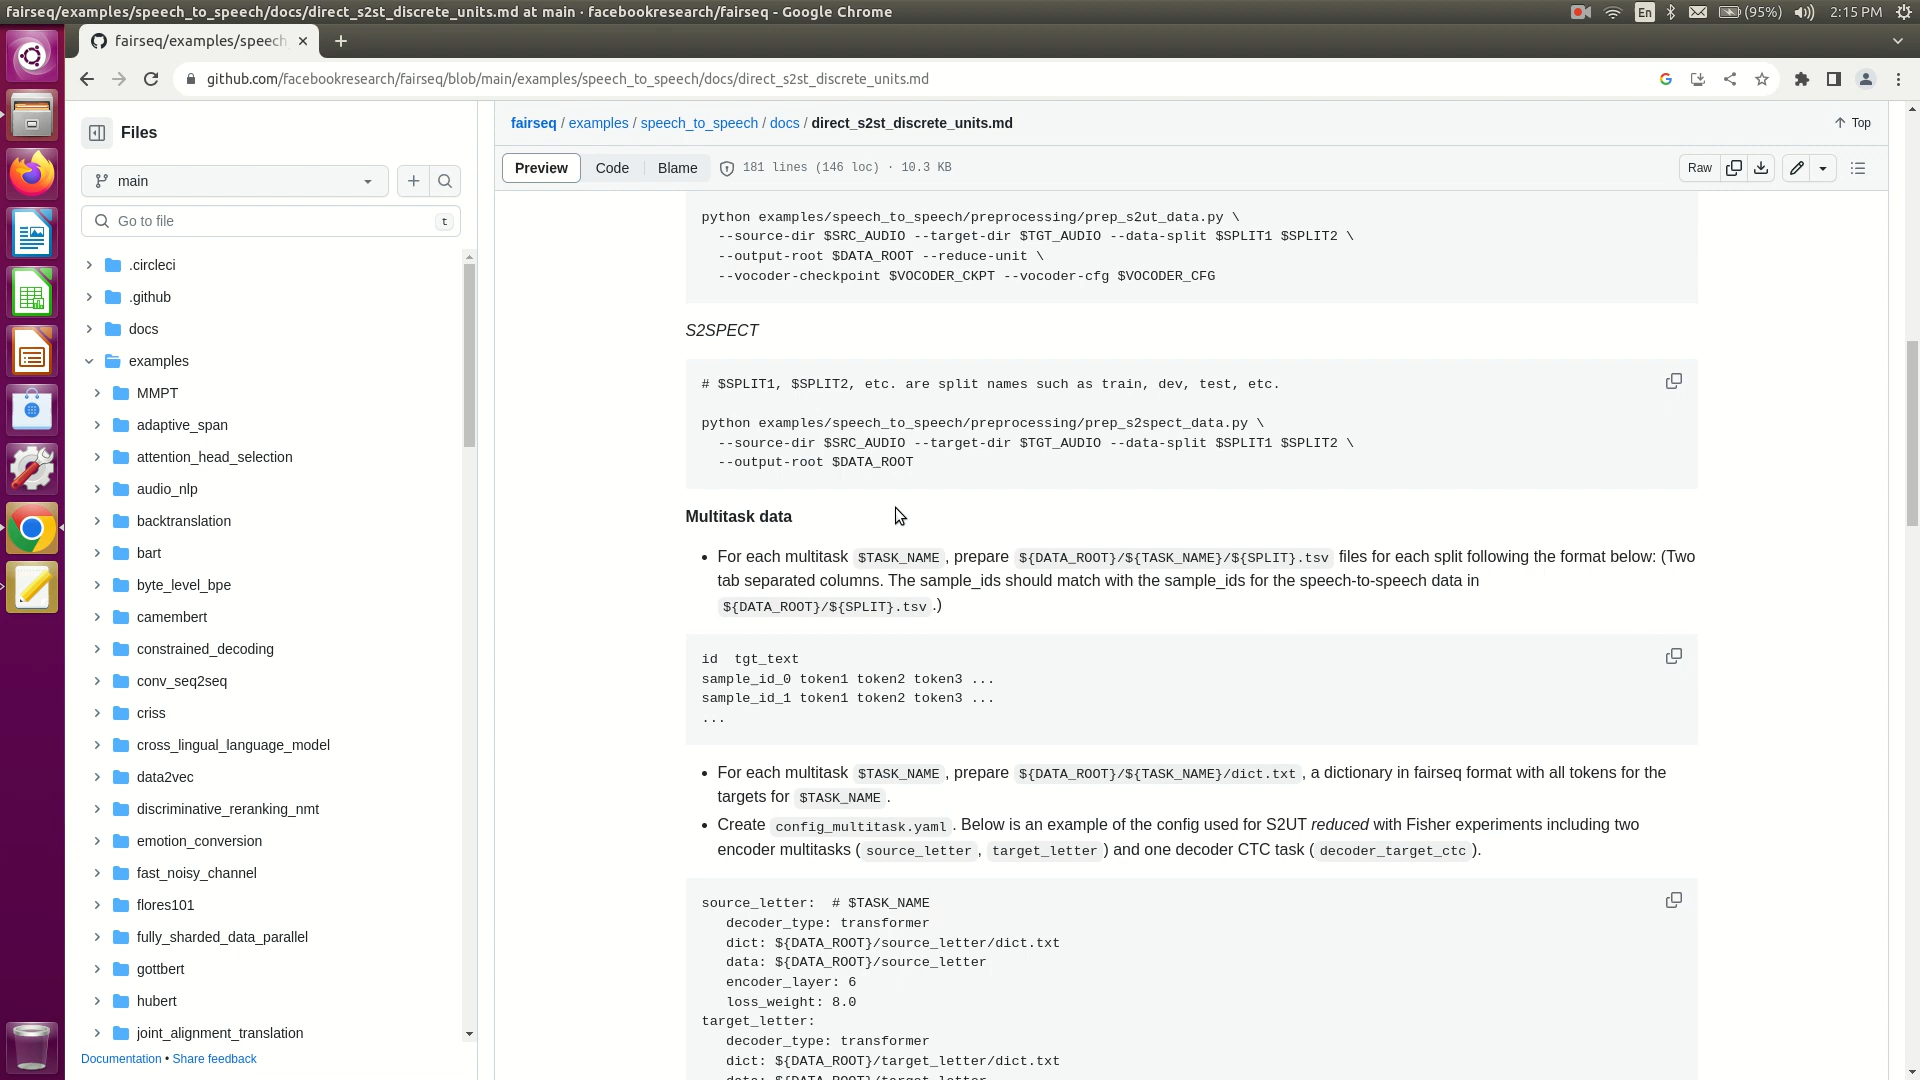 fairseq/examples/speech_to_speech/docs/direct_s2st_discrete_units.md at main · facebookresearch/fairseq - Google Chrome
En
(95%)
2:15 PM
fairseq/examples/speech
github.com/facebookresearch/fairseq/blob/main/examples/speech_to_speech/docs/direct_s2st_discrete_units.md
Files
main
Go to file
t
.circleci
.github
docs
examples
MMPT
adaptive_span
attention_head_selection
audio_nlp
backtranslation
bart
byte_level_bpe
camembert
constrained_decoding
conv_seq2seq
criss
cross_lingual_language_model
data2vec
discriminative_reranking_nmt
emotion_conversion
fast_noisy_channel
flores101
fully_sharded_data_parallel
gottbert
hubert
joint_alignment_translation
Documentation • Share feedback
fairseq / examples / speech_to_speech / docs / direct_s2st_discrete_units.md
Top
Preview
Code
Blame
181 lines (146 loc) · 10.3 KB
Raw
python examples/speech_to_speech/preprocessing/prep_s2ut_data.py \
--source-dir $SRC_AUDIO --target-dir $TGT_AUDIO --data-split $SPLIT1 $SPLIT2 \
--output-root $DATA_ROOT --reduce-unit \
--vocoder-checkpoint $VOCODER_CKPT --vocoder-cfg $VOCODER_CFG
S2SPECT
# $SPLIT1, $SPLIT2, etc. are split names such as train, dev, test, etc.
python examples/speech_to_speech/preprocessing/prep_s2spect_data.py \
--source-dir $SRC_AUDIO --target-dir $TGT_AUDIO --data-split $SPLIT1 $SPLIT2 \
--output-root $DATA_ROOT
Multitask data
• For each multitask $TASK_NAME , prepare ${DATA_ROOT}/${TASK_NAME}/${SPLIT}.tsv files for each split following the format below: (Two
tab separated columns. The sample_ids should match with the sample_ids for the speech-to-speech data in
${DATA_ROOT}/${SPLIT}.tsv .)
id  tgt_text
sample_id_0 token1 token2 token3 ...
sample_id_1 token1 token2 token3 ...
...
• For each multitask $TASK_NAME , prepare ${DATA_ROOT}/${TASK_NAME}/dict.txt , a dictionary in fairseq format with all tokens for the
targets for $TASK_NAME .
• Create config_multitask.yaml . Below is an example of the config used for S2UT reduced with Fisher experiments including two
encoder multitasks ( source_letter , target_letter ) and one decoder CTC task ( decoder_target_ctc ).
source_letter:  # $TASK_NAME
decoder_type: transformer
dict: ${DATA_ROOT}/source_letter/dict.txt
data: ${DATA_ROOT}/source_letter
encoder_layer: 6
loss_weight: 8.0
target_letter:
decoder_type: transformer
dict: ${DATA_ROOT}/target_letter/dict.txt
data: ${DATA_ROOT}/target_letter